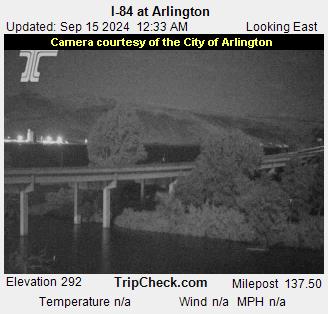 I-84 at Arlington
Updated: Sep 15 2024 12:33 AM Looking East
Camera courtesy of the City of Arlington
Elevation 292 TripCheck.com Milepost 137.50
Temperature n/a Wind n/a MPH n/a